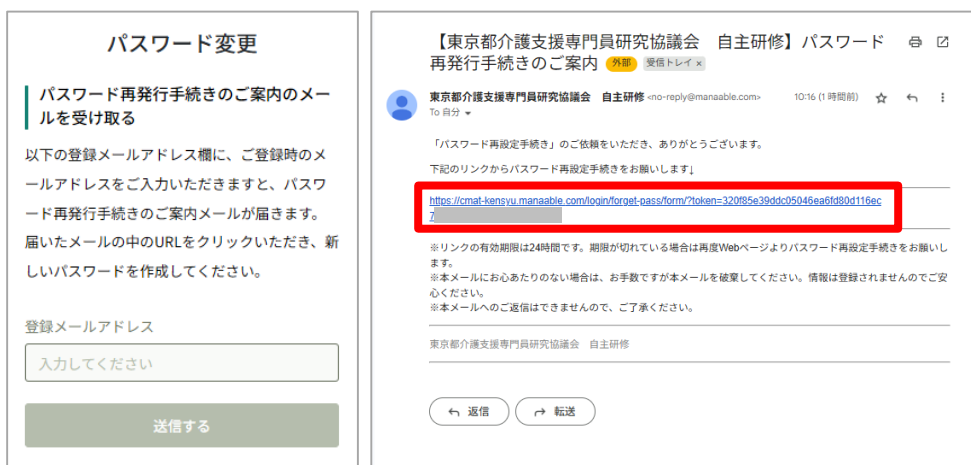 パスワード変更
パスワード再発行手続きのご案内のメー
ルを受け取る
以下の登録メールアドレス欄に、ご登録時のメ
ールアドレスをご入力いただきますと、パスワ
ード再発行手続きのご案内メールが届きます。
届いたメールの中のURLをクリックいただき、新
しいパスワードを作成してください。
登録メールアドレス
入力してください
送信する
【東京都介護支援専門員研究協議会　自主研修】パスワード
再発行手続きのご案内 外部 受信トレイ ×
東京都介護支援専門員研究協議会　自主研修 <no-reply@manaable.com> 10:16 (1 時間前)
To 自分
「パスワード再設定手続き」のご依頼をいただき、ありがとうございます。
下記のリンクからパスワード再設定手続きをお願いします↓
https://cmat-kensyu.manaable.com/login/forget-pass/form/?token=320f85e39ddc05046ea6fd80d116ec
7
※リンクの有効期限は24時間です。期限が切れている場合は再度Webページよりパスワード再設定手続きをお願いし
ます。
※本メールにお心あたりのない場合は、お手数ですが本メールを破棄してください。情報は登録されませんのでご安
心ください。
※本メールへのご返信はできませんので、ご了承ください。
東京都介護支援専門員研究協議会　自主研修
返信 転送